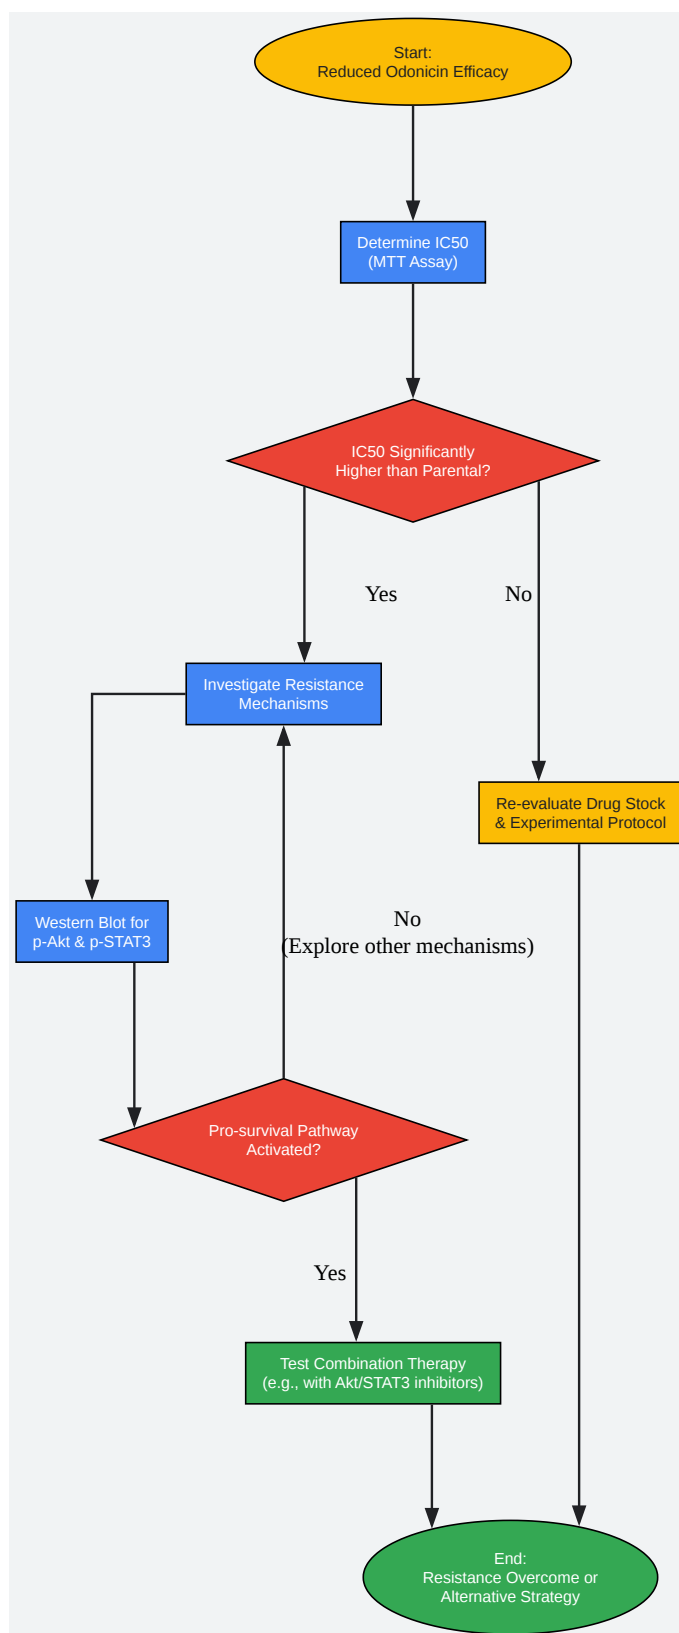 Start:
Reduced Odonicin Efficacy
Determine IC50
(MTT Assay)
IC50 Significantly
Higher than Parental?
Yes
No
Investigate Resistance
Mechanisms
Re-evaluate Drug Stock
& Experimental Protocol
Western Blot for
p-Akt & p-STAT3
No
(Explore other mechanisms)
Pro-survival Pathway
Activated?
Yes
Test Combination Therapy
(e.g., with Akt/STAT3 inhibitors)
End:
Resistance Overcome or
Alternative Strategy